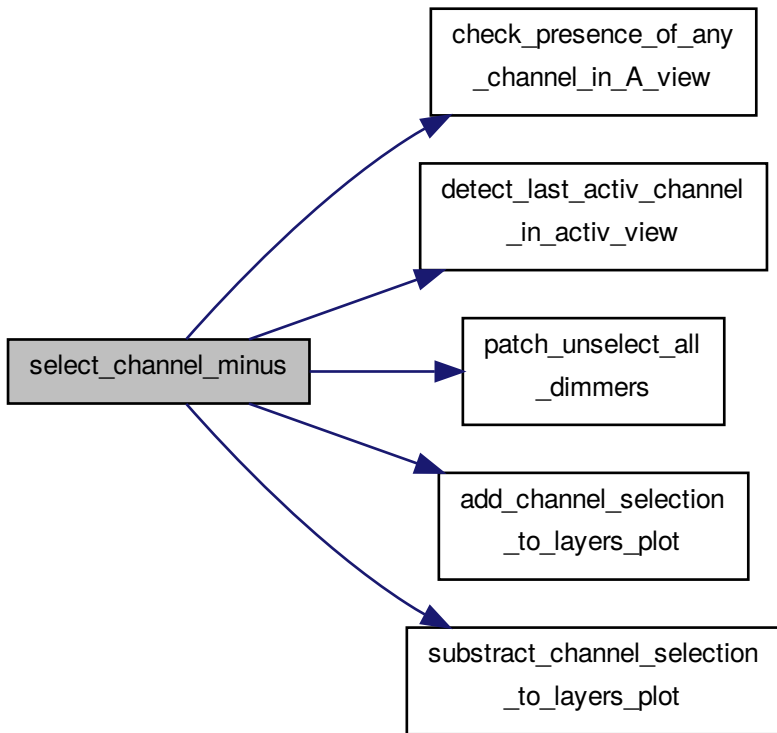 check_presence_of_any
_channel_in_A_view
detect_last_activ_channel
_in_activ_view
select_channel_minus
patch_unselect_all
_dimmers
add_channel_selection
_to_layers_plot
substract_channel_selection
_to_layers_plot